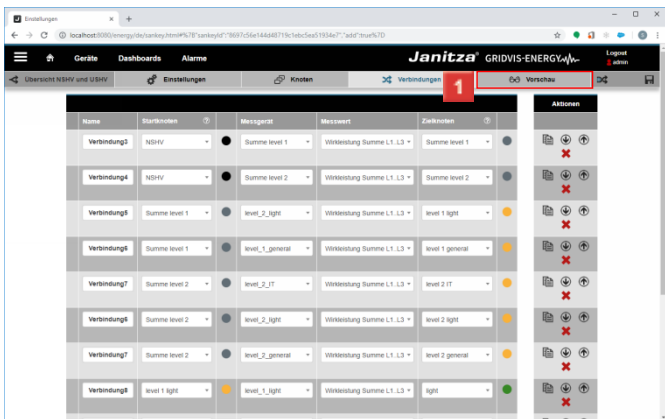 Einstellungen
localhost:8080/energy/de/sankey.html#%7B"sankeyId":"8697c56e144d48719c1ebc5ea51934e7","add":true%7D
Geräte Dashboards Alarme Janitza® GRIDVIS-ENERGY Logout
admin
Übersicht NSHV und USHV Einstellungen Knoten Verbindungen 1 Vorschau
Aktionen
Name Startknoten Messgerät Messwert Zielknoten
Verbindung3 NSHV Summe level 1 Wirkleistung Summe L1..L3 Summe level 1
Verbindung4 NSHV Summe level 2 Wirkleistung Summe L1..L3 Summe level 2
Verbindung5 Summe level 1 level_2_light Wirkleistung Summe L1..L3 level 1 light
Verbindung6 Summe level 1 level_1_general Wirkleistung Summe L1..L3 level 1 general
Verbindung7 Summe level 2 level_2_IT Wirkleistung Summe L1..L3 level 2 IT
Verbindung6 Summe level 2 level_2_light Wirkleistung Summe L1..L3 level 2 light
Verbindung7 Summe level 2 level_2_general Wirkleistung Summe L1..L3 level 2 general
Verbindung8 level 1 light level_1_light Wirkleistung Summe L1..L3 light